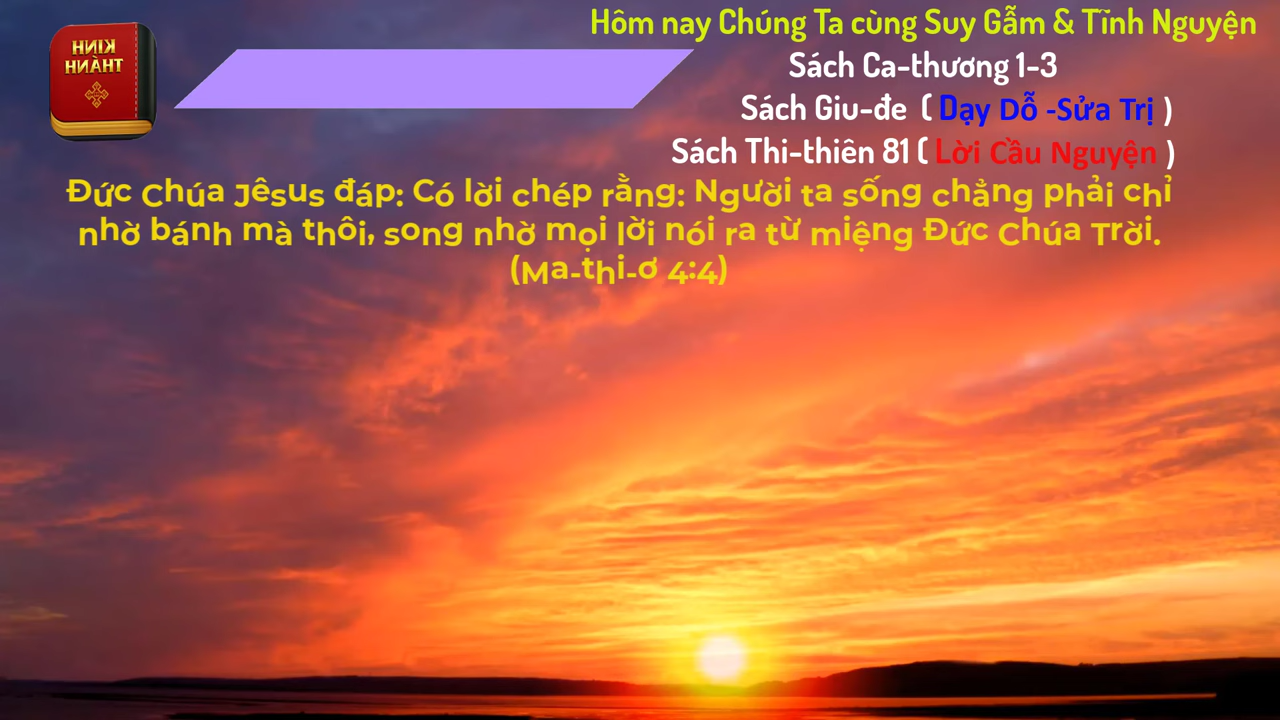 KINH
THÀNH
Hôm nay Chúng Ta cùng Suy Gẫm & Tĩnh Nguyện
Sách Ca-thương 1-3
Sách Giu-đe ( Dạy Dỗ -Sửa Trị )
Sách Thi-thiên 81 ( Lời Cầu Nguyện )
Đức Chúa Jêsus đáp: Có lời chép rằng: Người ta sống chẳng phải chỉ
nhờ bánh mà thôi, song nhờ mọi lời nói ra từ miệng Đức Chúa Trời.
(Ma-thi-ơ 4:4)